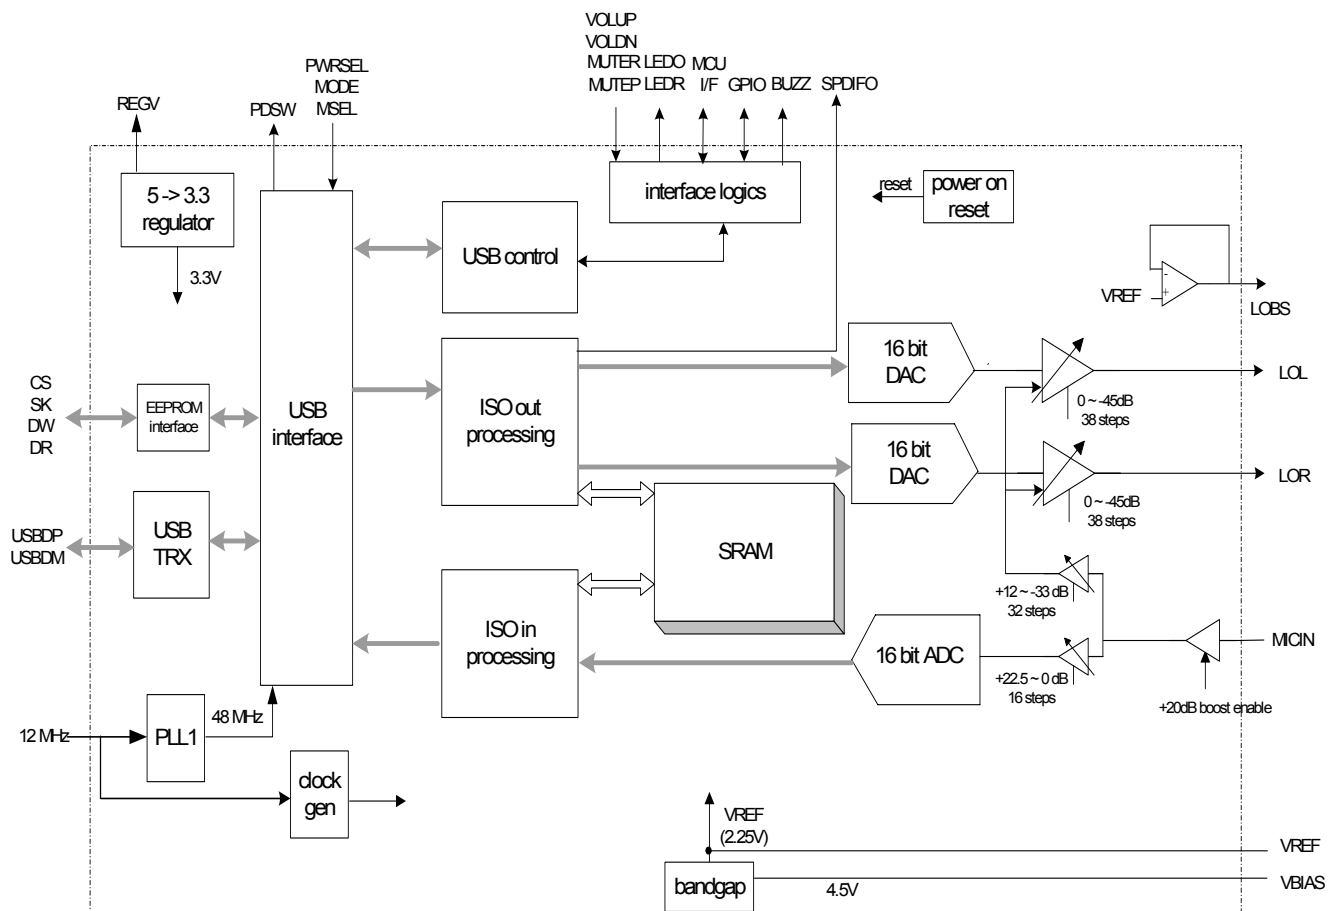 VOLUP
VOLDN
MUTER
MUTEP
LEDO
LEDR
MCU
I/F
GPIO
BUZZ
SPDIFO
PWRSEL
MODE
MSEL
REGV
PDSW
5 -> 3.3
regulator
3.3V
interface logics
reset
power on
reset
USB control
USB
interface
VREF
-
+
LOBS
16 bit
DAC
LOL
0 ~ -45dB
38 steps
ISO out
processing
CS
SK
DW
DR
EEPROM
interface
16 bit
DAC
LOR
0 ~ -45dB
38 steps
USBDP
USBDM
USB
TRX
SRAM
+12 ~ -33 dB
32 steps
ISO in
processing
16 bit ADC
MICIN
+22.5 ~ 0 dB
16 steps
+20dB boost enable
12 MHz
PLL1
48 MHz
clock
gen
VREF
(2.25V)
VREF
bandgap
4.5V
VBIAS